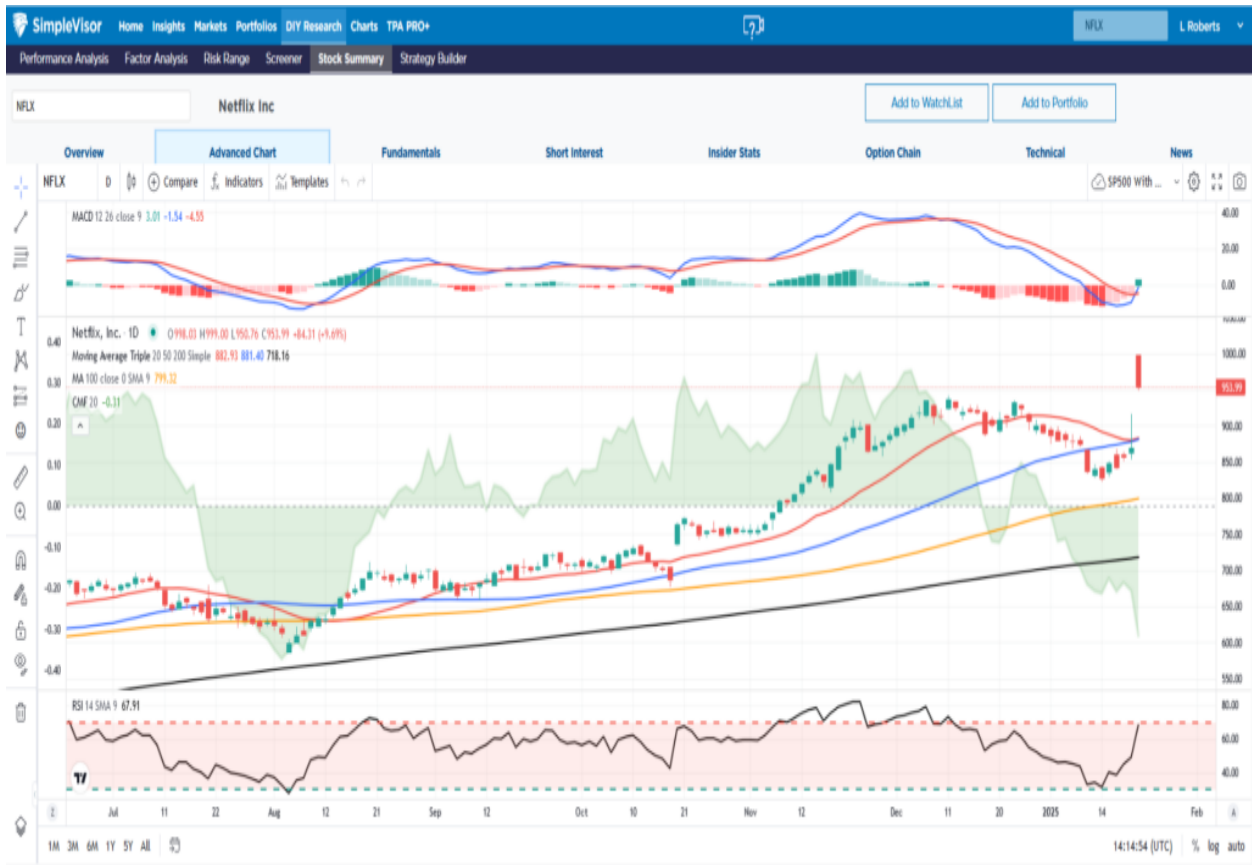 SimpleVisor Home Insights Markets Portfolios DIY Research Charts TPA PRO+ NFLX L Roberts
Performance Analysis Factor Analysis Risk Range Screener Stock Summary Strategy Builder
NFLX Netflix Inc Add to WatchList Add to Portfolio
Overview Advanced Chart Fundamentals Short Interest Insider Stats Option Chain Technical News
NFLX D Compare Indicators Templates SP500 With ...
MACD 12 26 close 9 3.01 -1.54 -4.55
40.00
20.00
0.00
1050.00
Netflix, Inc. · 1D O998.03 H999.00 L950.76 C953.99 +84.31 (+9.69%)
Moving Average Triple 20 50 200 Simple 882.93 881.40 718.16
MA 100 close 0 SMA 9 799.32
CMF 20 -0.31
0.40
0.30
0.20
0.10
0.00
-0.10
-0.20
-0.30
-0.40
1000.00
953.99
900.00
850.00
800.00
750.00
700.00
650.00
600.00
550.00
RSI 14 SMA 9 67.91
80.00
60.00
40.00
Z Jul 11 22 Aug 12 21 Sep 12 Oct 10 21 Nov 12 Dec 11 20 2025 14 Feb A
1M 3M 6M 1Y 5Y All 14:14:54 (UTC) % log auto